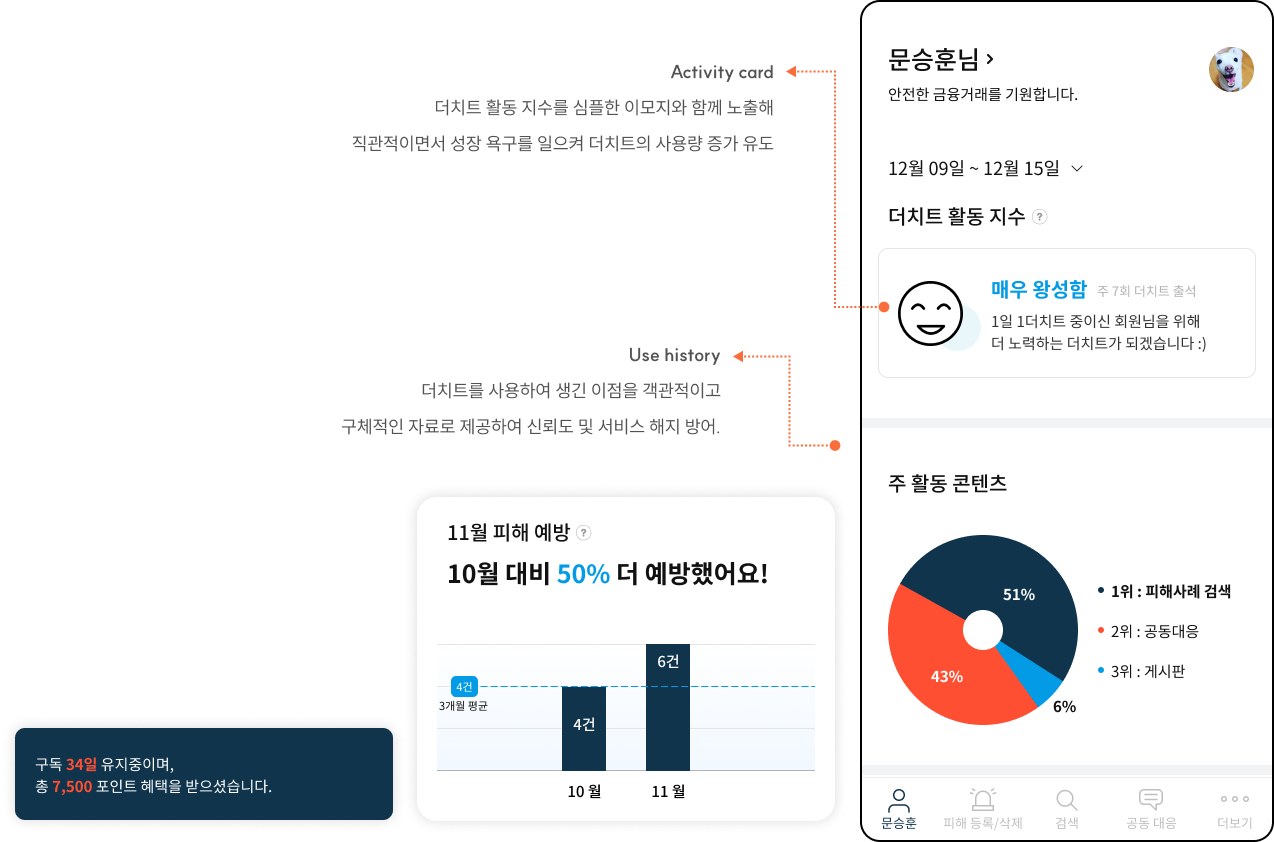 Activity card
더치트 활동 지수를 심플한 이모지와 함께 노출해
직관적이면서 성장 욕구를 일으켜 더치트의 사용량 증가 유도
Use history
더치트를 사용하여 생긴 이점을 객관적이고
구체적인 자료로 제공하여 신뢰도 및 서비스 해지 방어.
11월 피해 예방 ?
10월 대비 50% 더 예방했어요!
6건
4건
3개월 평균
4건
10 월
11 월
구독 34일 유지중이며,
총 7,500 포인트 혜택을 받으셨습니다.
문승훈님 >
안전한 금융거래를 기원합니다.
12월 09일 ~ 12월 15일
더치트 활동 지수 ?
매우 왕성함 주 7회 더치트 출석
1일 1더치트 중이신 회원님을 위해
더 노력하는 더치트가 되겠습니다 :)
주 활동 콘텐츠
51%
43%
6%
1위 : 피해사례 검색
2위 : 공동대응
3위 : 게시판
문승훈
피해 등록/삭제
검색
공동 대응
더보기